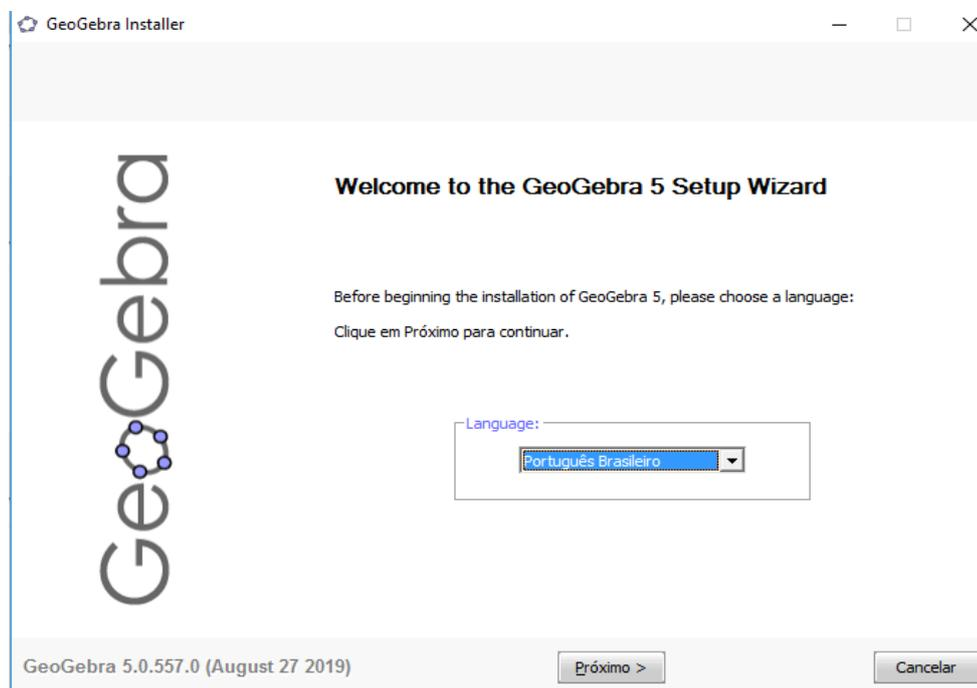 GeoGebra Installer
GeoGebra
Welcome to the GeoGebra 5 Setup Wizard
Before beginning the installation of GeoGebra 5, please choose a language:
Clique em Próximo para continuar.
Language:
Português Brasileiro
GeoGebra 5.0.557.0 (August 27 2019)
Próximo >
Cancelar